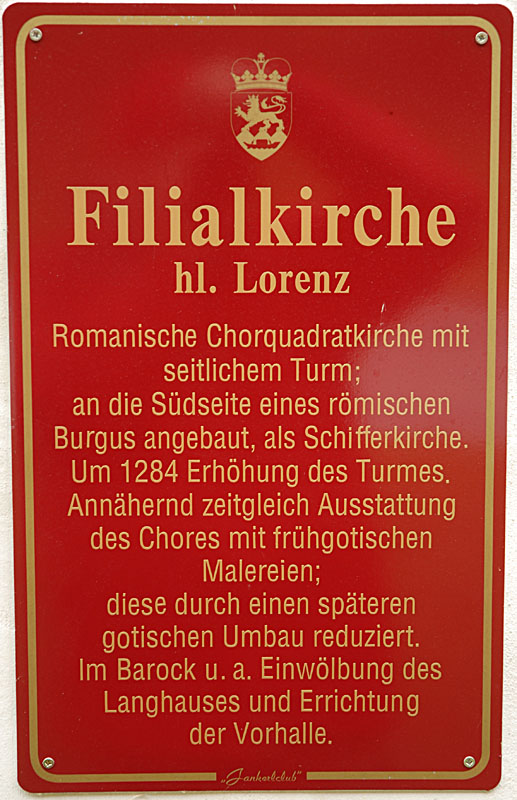 Filialkirche
hl. Lorenz
Romanische Chorquadratkirche mit
seitlichem Turm;
an die Südseite eines römischen
Burgus angebaut, als Schifferkirche.
Um 1284 Erhöhung des Turmes.
Annähernd zeitgleich Ausstattung
des Chores mit frühgotischen
Malereien;
diese durch einen späteren
gotischen Umbau reduziert.
Im Barock u. a. Einwölbung des
Langhauses und Errichtung
der Vorhalle.
„Jankerlclub"